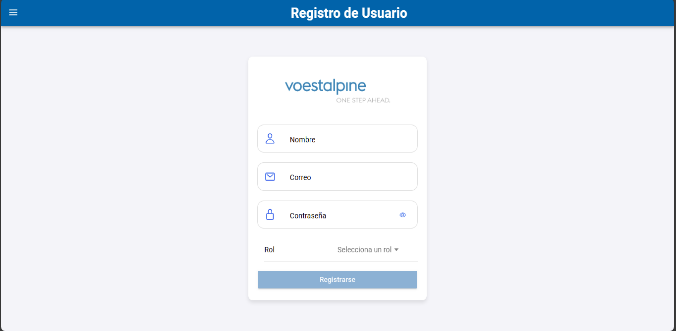 Registro de Usuario
voestalpine
ONE STEP AHEAD.
Nombre
Correo
Contraseña
Rol Selecciona un rol
Registrarse